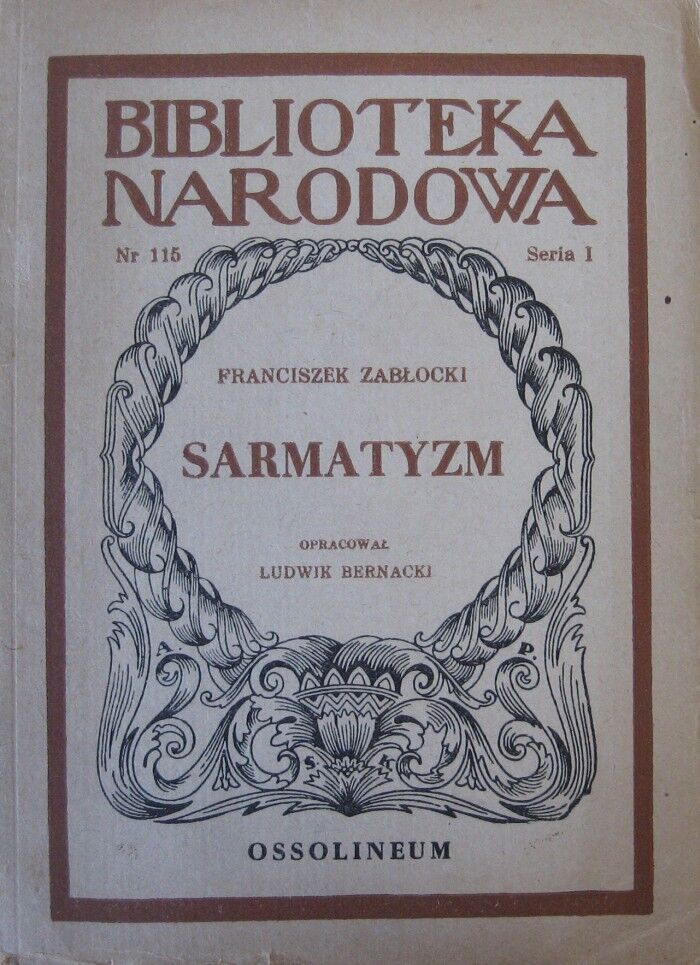 BIBLIOTEKA
NARODOWA
Nr 115 Seria I
FRANCISZEK ZABŁOCKI
SARMATYZM
OPRACOWAŁ
LUDWIK BERNACKI
A. P.
S. K
OSSOLINEUM